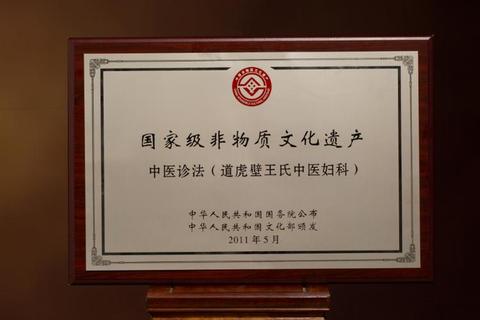 国家级非物质文化遗产
中医诊法（道虎壁王氏中医妇科）
中华人民共和国国务院公布
中华人民共和国文化部颁发
2011年5月